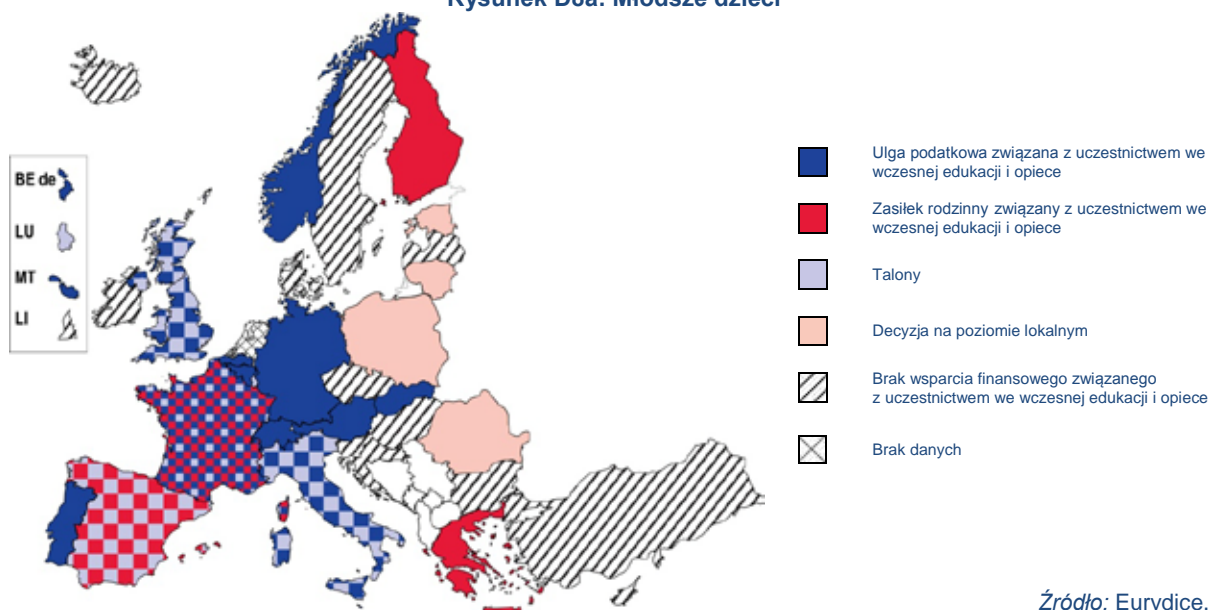 Rysunek D6a: Młodsze dzieci
BE de
LU
MT
LI
Ulga podatkowa związana z uczestnictwem we
wczesnej edukacji i opiece
Zasiłek rodzinny związany z uczestnictwem we
wczesnej edukacji i opiece
Talony
Decyzja na poziomie lokalnym
Brak wsparcia finansowego związanego
z uczestnictwem we wczesnej edukacji i opiece
Brak danych
Źródło: Eurydice.